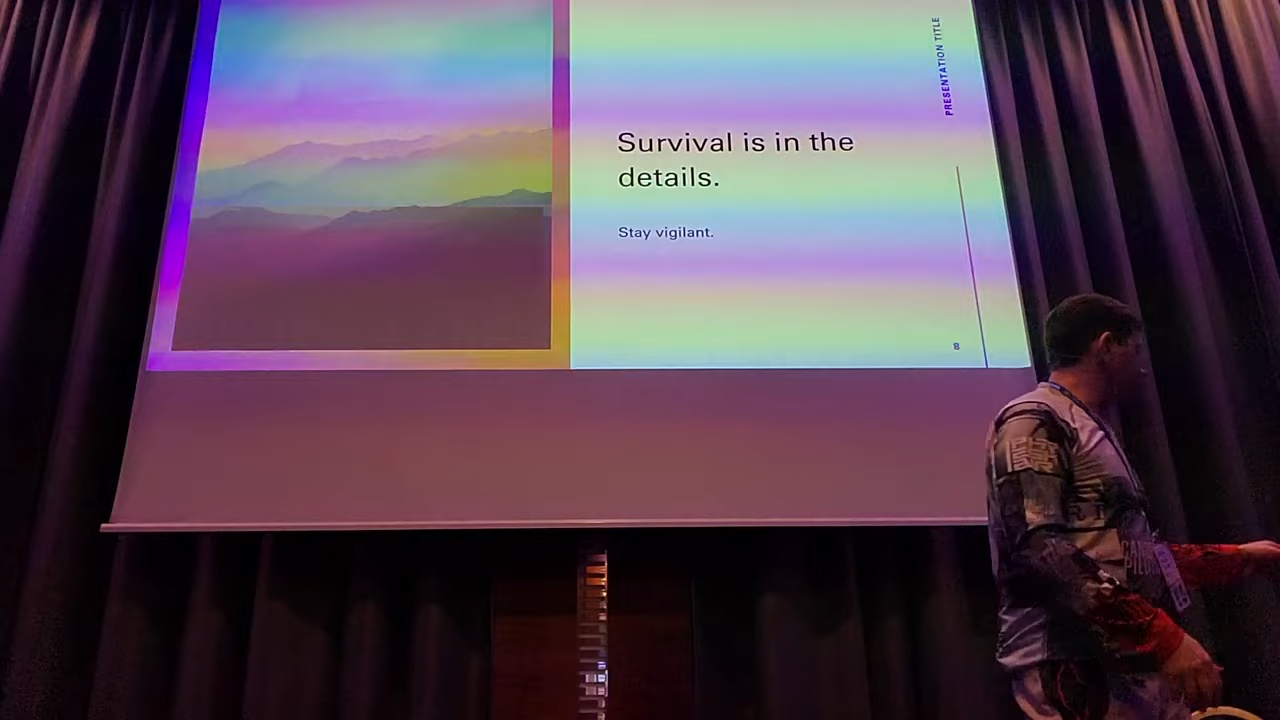 PRESENTATION TITLE
Survival is in the
details.
Stay vigilant.
8